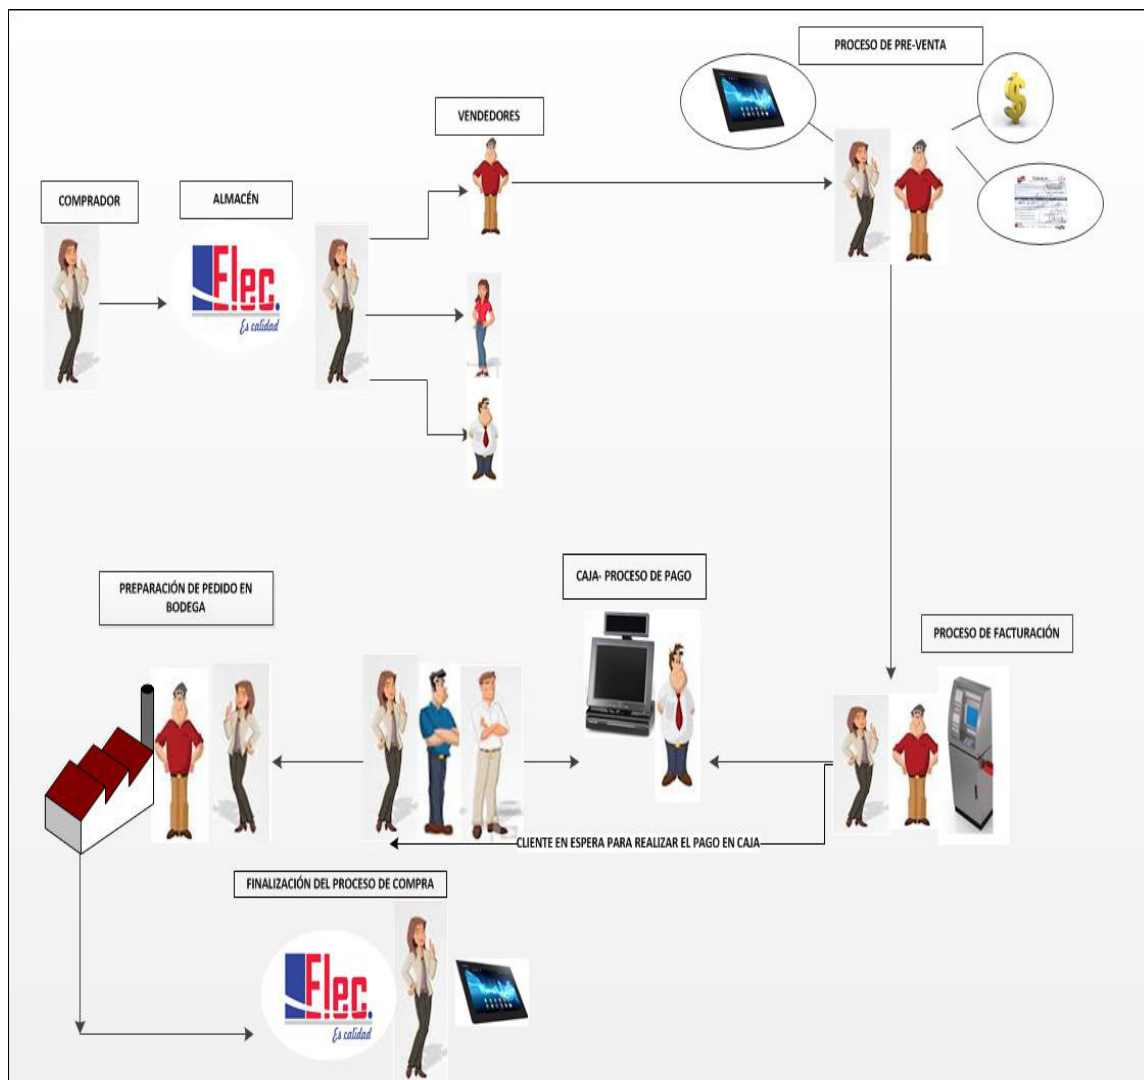 PROCESO DE PRE-VENTA
VENDEDORES
COMPRADOR
ALMACÉN
Elec.
Es calidad
CAJA- PROCESO DE PAGO
PREPARACIÓN DE PEDIDO EN
BODEGA
PROCESO DE FACTURACIÓN
CLIENTE EN ESPERA PARA REALIZAR EL PAGO EN CAJA
FINALIZACIÓN DEL PROCESO DE COMPRA
Elec.
Es calidad